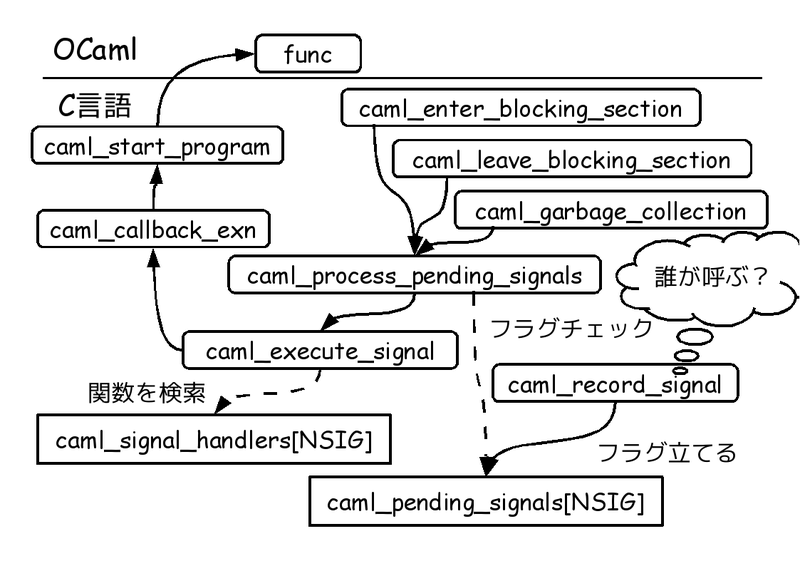 OCaml
func
C言語
caml_enter_blocking_section
caml_start_program
caml_leave_blocking_section
caml_garbage_collection
caml_callback_exn
caml_process_pending_signals
誰が呼ぶ？
フラグチェック
caml_execute_signal
caml_record_signal
関数を検索
caml_signal_handlers[NSIG]
フラグ立てる
caml_pending_signals[NSIG]